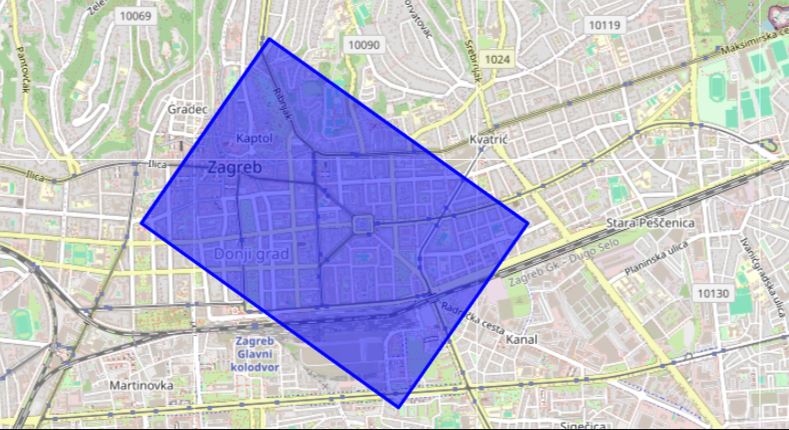 10069
Zele
orvatovac
10119
10090
Srebrnjak
1024
Maksimirska ce
Pantovčak
Ribnjak
Gradec
Kaptol
Kvatrić
Ilica
Zagreb
Ilica
Stara Peščenica
Donji grad
Zagreb Gk - Dugo Selo
Planinska ulica
Ivanićgradska ulica
10130
Radnička cesta
Zagreb
Glavni
kolodvor
Kanal
Martinovka
Sigečica